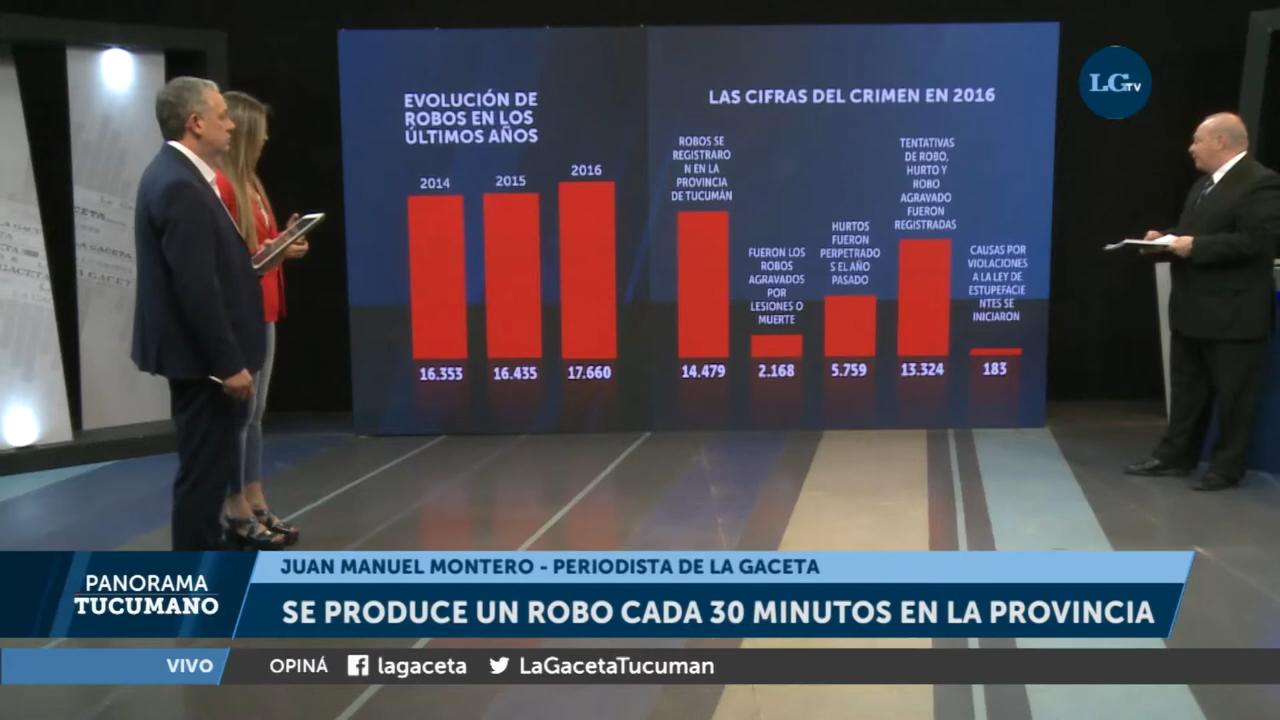 LGTV
EVOLUCIÓN DE
ROBOS EN LOS
ÚLTIMOS AÑOS
2014
2015
2016
16.353
16.435
17.660
LAS CIFRAS DEL CRIMEN EN 2016
ROBOS SE
REGISTRARO
N EN LA
PROVINCIA
DE TUCUMÁN
14.479
FUERON LOS
ROBOS
AGRAVADOS
POR
LESIONES O
MUERTE
2.168
HURTOS
FUERON
PERPETRADO
S EL AÑO
PASADO
5.759
TENTATIVAS
DE ROBO,
HURTO Y
ROBO
AGRAVADO
FUERON
REGISTRADAS
13.324
CAUSAS POR
VIOLACIONES
A LA LEY DE
ESTUPEFACIE
NTES SE
INICIARON
183
LA GACETA
GACETA
PANORAMA
TUCUMANO
JUAN MANUEL MONTERO - PERIODISTA DE LA GACETA
SE PRODUCE UN ROBO CADA 30 MINUTOS EN LA PROVINCIA
VIVO
OPINÁ
lagaceta
LaGacetaTucuman